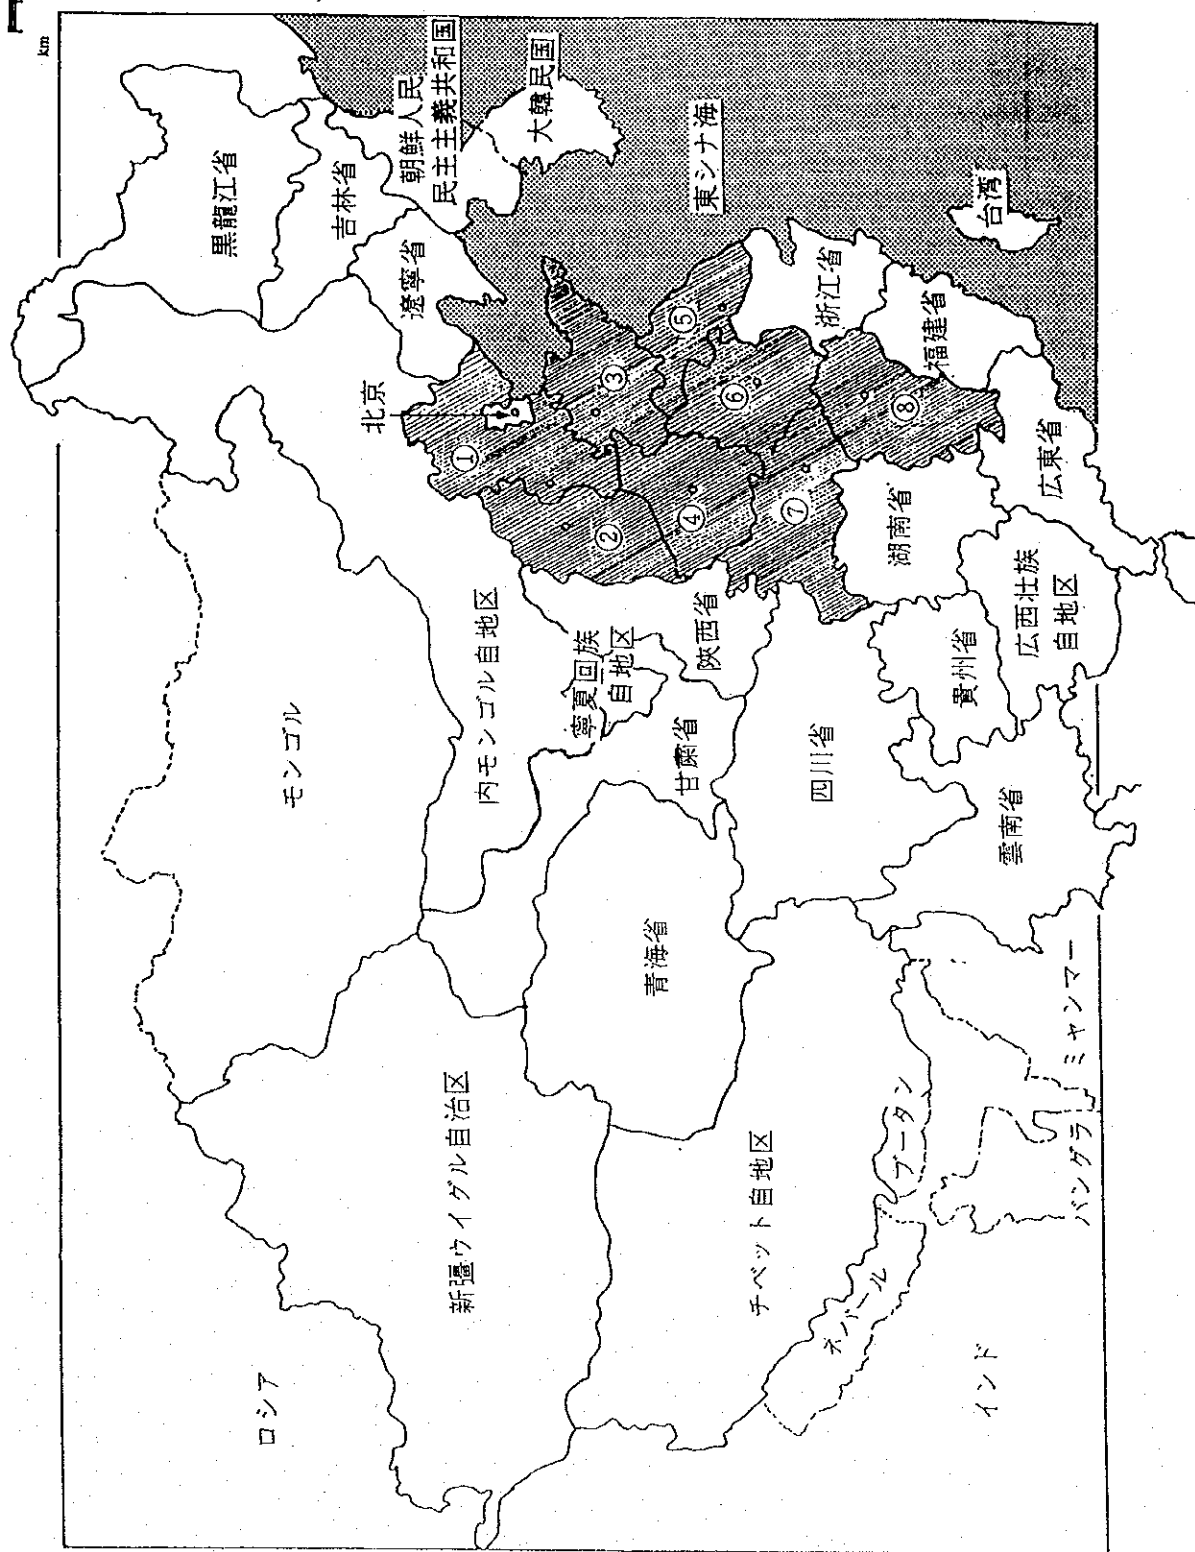 km
ロシア
モンゴル
黒龍江省
吉林省
朝鮮人民
民主主義共和国
大韓民国
遼寧省
北京
内モンゴル自地区
新疆ウイグル自治区
寧夏回族
自地区
陝西省
甘粛省
青海省
四川省
チベット自地区
ネパール
ブータン
インド
バングラ
ミャンマー
雲南省
貴州省
広西壮族
自地区
湖南省
広東省
福建省
浙江省
東シナ海
台湾
①
②
③
④
⑤
⑥
⑦
⑧